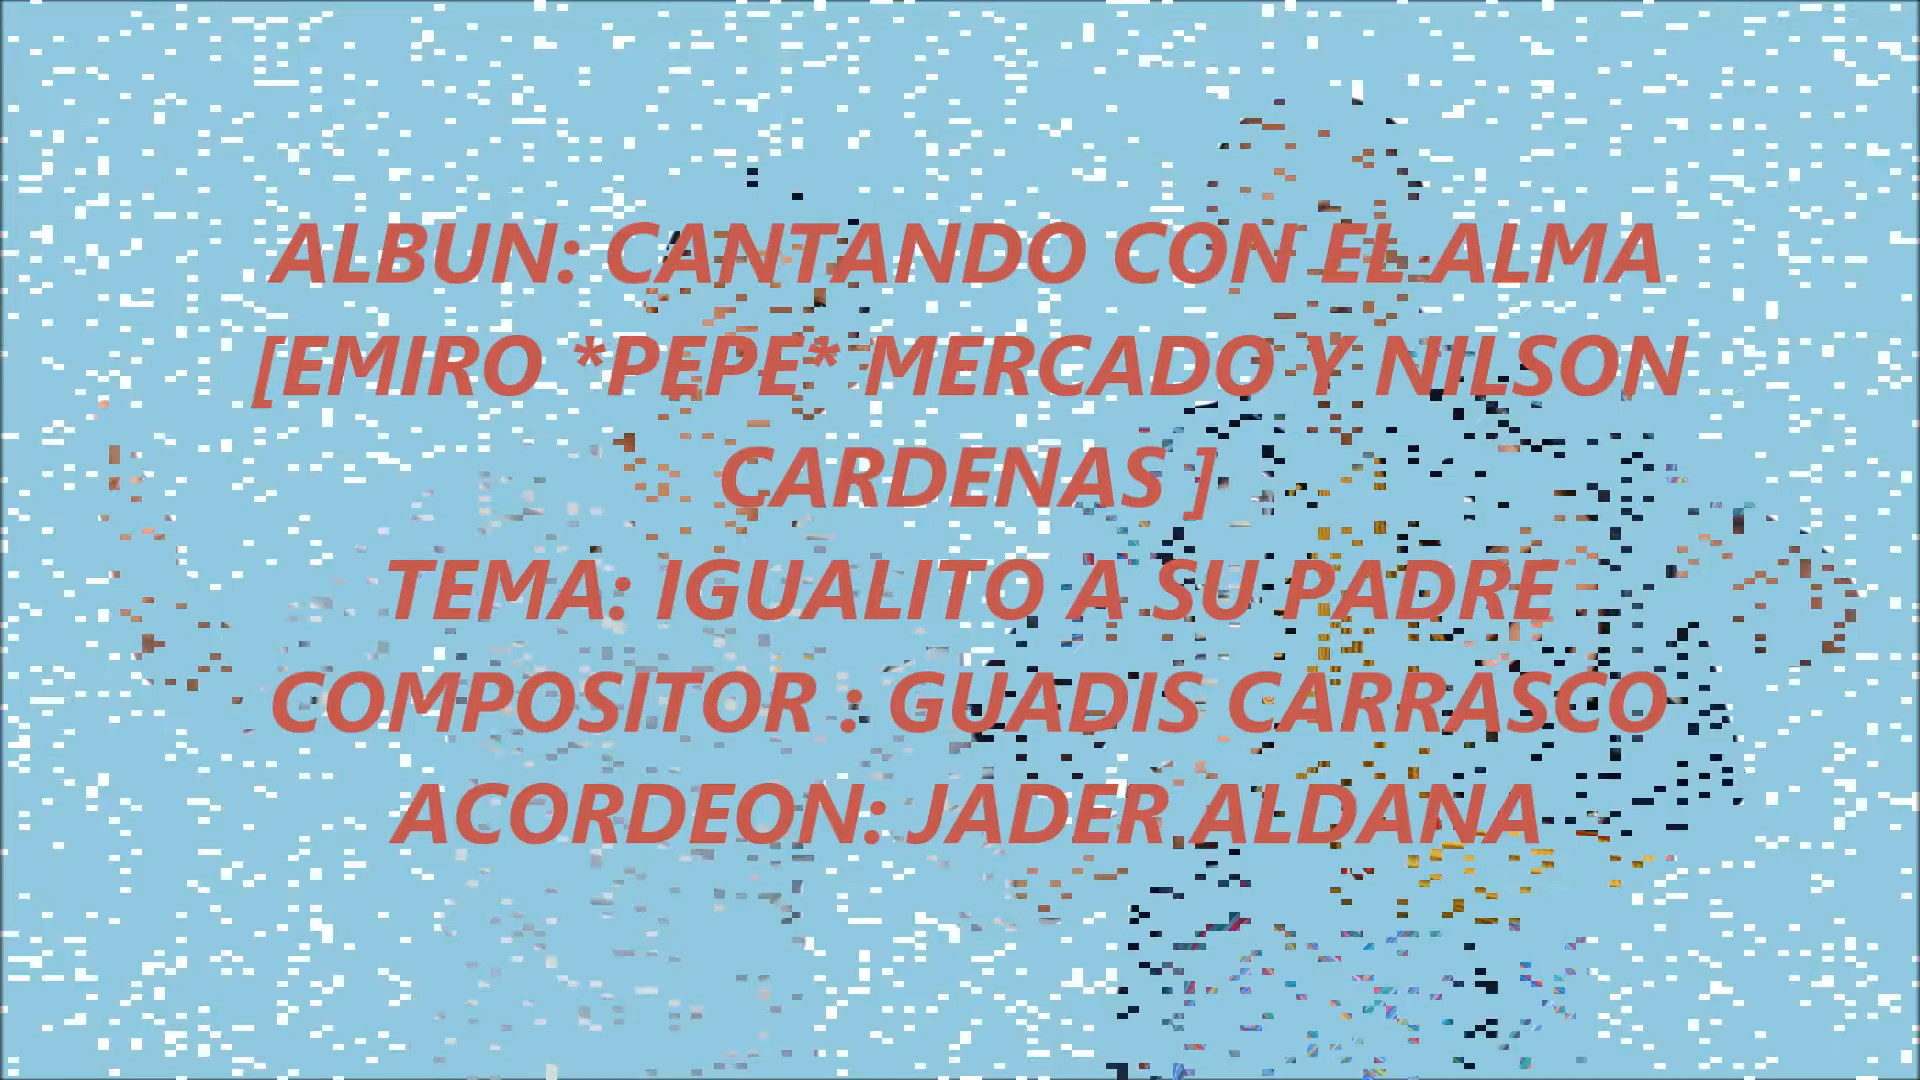 ALBUN: CANTANDO CON EL ALMA
[EMIRO *PEPE* MERCADO Y NILSON
CARDENAS ]
TEMA: IGUALITO A SU PADRE
COMPOSITOR : GUADIS CARRASCO
ACORDEON: JADER ALDANA